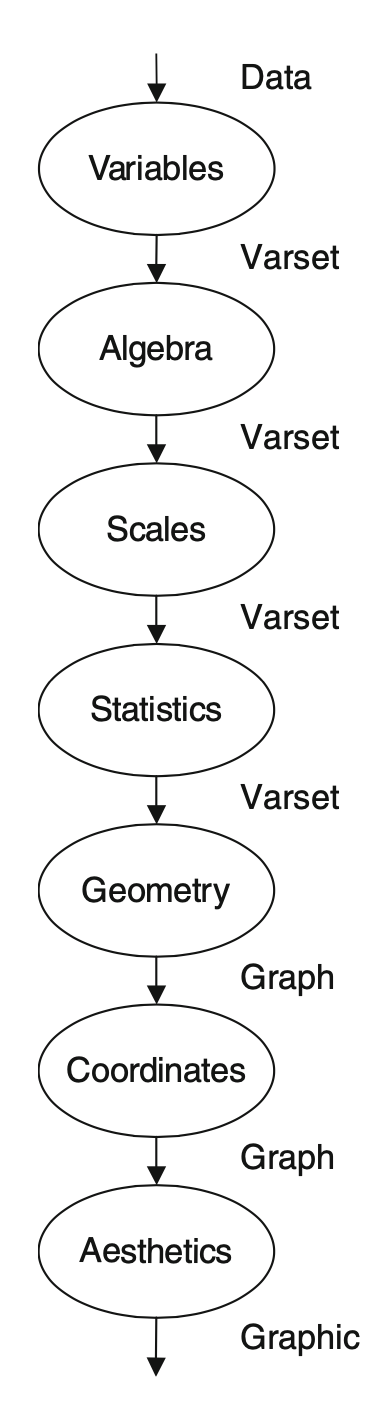 Data
Variables
Varset
Algebra
Varset
Scales
Varset
Statistics
Varset
Geometry
Graph
Coordinates
Graph
Aesthetics
Graphic